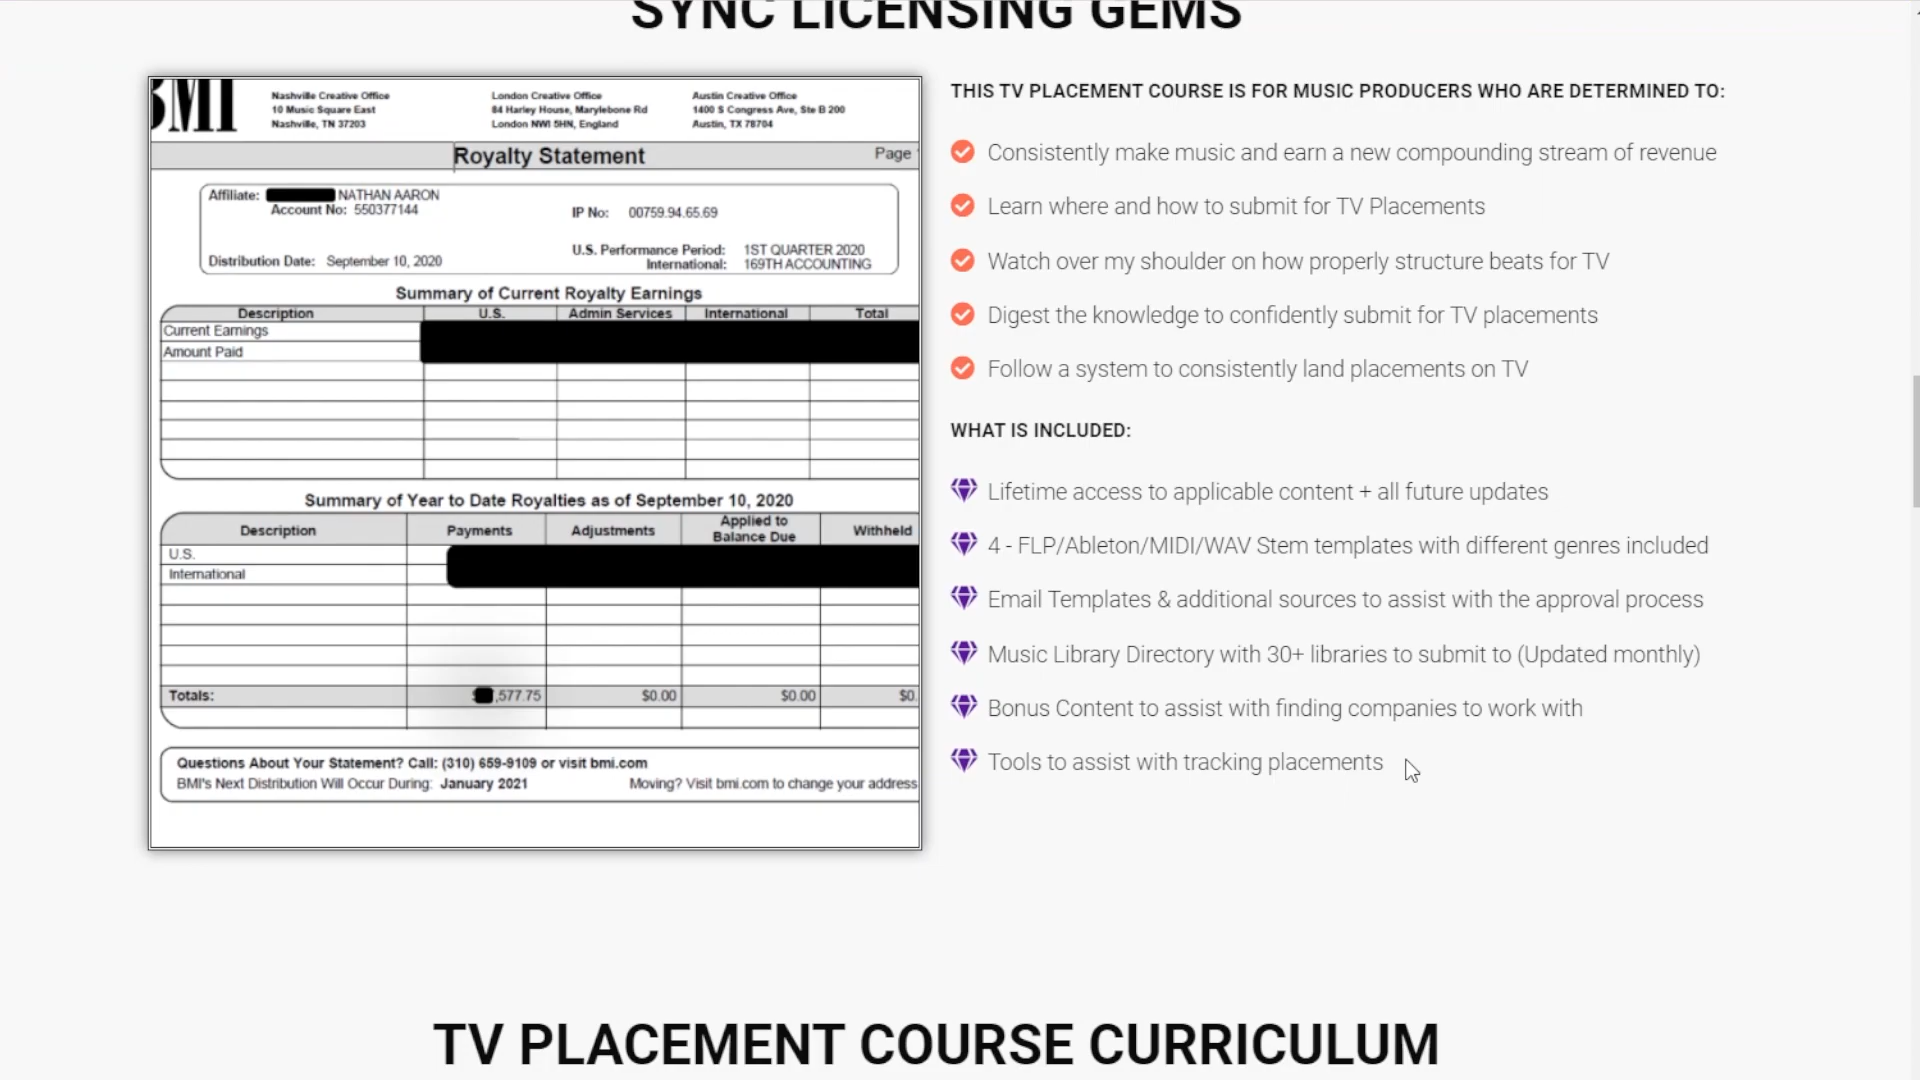 SYNC LICENSING GEMS
BMI
Nashville Creative Office
10 Music Square East
Nashville, TN 37203
London Creative Office
84 Harley House, Marylebone Rd
London NW1 5HN, England
Austin Creative Office
1400 S Congress Ave, Ste B 200
Austin, TX 78704
Royalty Statement
Page
Affiliate: NATHAN AARON
Account No: 550377144
IP No: 00759.94.65.69
U.S. Performance Period: 1ST QUARTER 2020
Distribution Date: September 10, 2020
International: 169TH ACCOUNTING
Summary of Current Royalty Earnings
Description U.S. Admin Services International Total
Current Earnings
Amount Paid
Summary of Year to Date Royalties as of September 10, 2020
Description Payments Adjustments Applied to Balance Due Withheld
U.S.
International
Totals: ,577.75 $0.00 $0.00 $0.
Questions About Your Statement? Call: (310) 659-9109 or visit bmi.com
BMI's Next Distribution Will Occur During: January 2021 Moving? Visit bmi.com to change your address
THIS TV PLACEMENT COURSE IS FOR MUSIC PRODUCERS WHO ARE DETERMINED TO:
Consistently make music and earn a new compounding stream of revenue
Learn where and how to submit for TV Placements
Watch over my shoulder on how properly structure beats for TV
Digest the knowledge to confidently submit for TV placements
Follow a system to consistently land placements on TV
WHAT IS INCLUDED:
Lifetime access to applicable content + all future updates
4 - FLP/Ableton/MIDI/WAV Stem templates with different genres included
Email Templates & additional sources to assist with the approval process
Music Library Directory with 30+ libraries to submit to (Updated monthly)
Bonus Content to assist with finding companies to work with
Tools to assist with tracking placements
TV PLACEMENT COURSE CURRICULUM